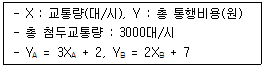 - X : 교통량(대/시), Y : 총 통행비용(원)
- 총 첨두교통량 : 3000대/시
- YA = 3XA + 2, YB = 2XB + 7